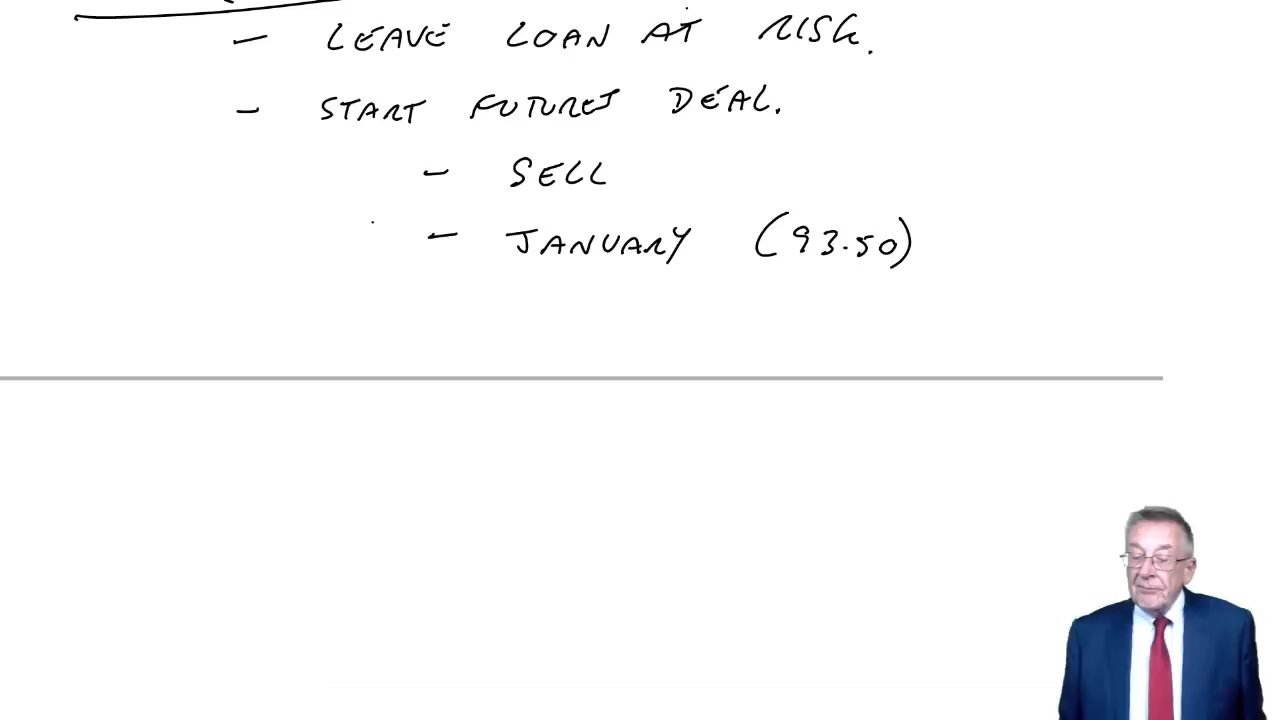 - LEAVE LOAN AT RISK.
- START FUTURES DEAL.
- SELL
- JANUARY (93.50)